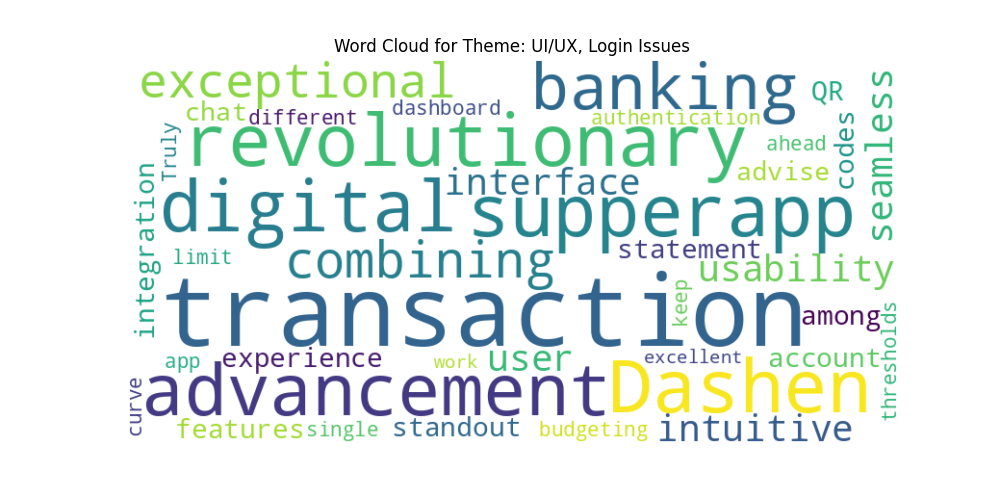 Word Cloud for Theme: UI/UX, Login Issues
exceptional
banking
QR
seamless
chat
different
dashboard
authentication
codes
Truly
revolutionary
ahead
advise
integration
digital
interface
supperapp
combining
statement
limit
usability
transaction
keep
among
app
experience
work
user
excellent
account
thresholds
curve
advancement
Dashen
features
single
standout
budgeting
intuitive